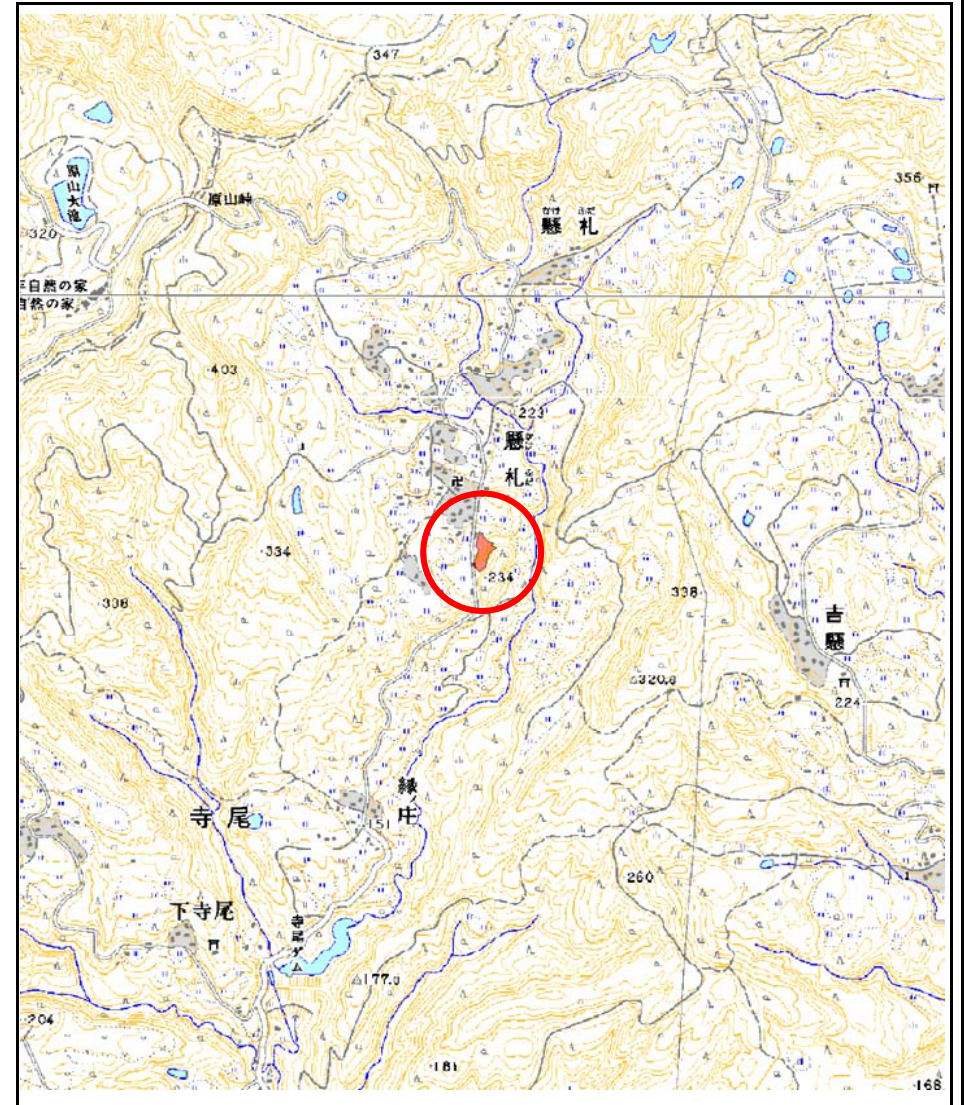 347
原山大池
原山峠
356
かけ ふだ
懸札
320
自然の家
自然の家
403
223
懸札
334
234
338
338
吉懸
320.8
224
緑ノ中
寺尾
151
260
下寺尾
寺尾ダム
177.0
204
181
168